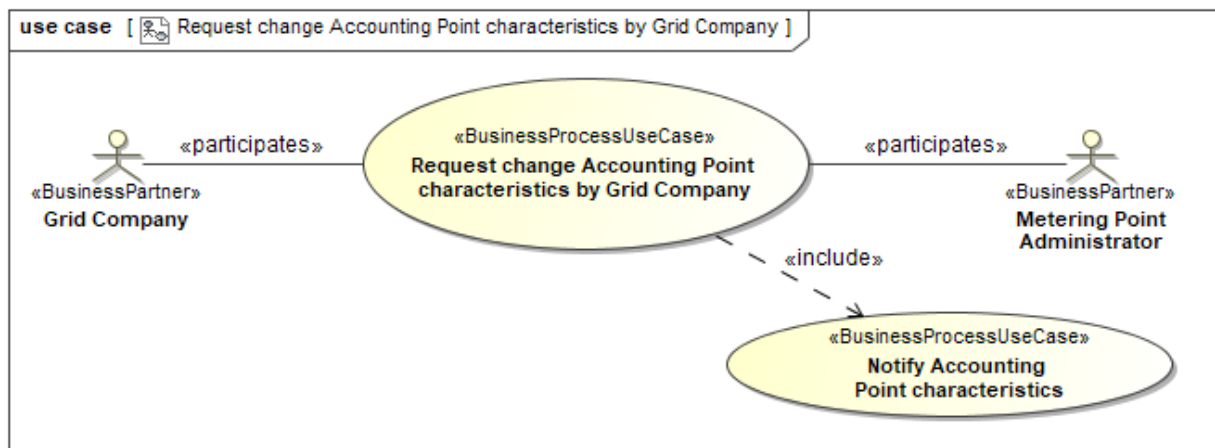 use case [ Request change Accounting Point characteristics by Grid Company ]
«participates»
«BusinessPartner»
Grid Company
«BusinessProcessUseCase»
Request change Accounting Point
characteristics by Grid Company
«participates»
«BusinessPartner»
Metering Point
Administrator
«include»
«BusinessProcessUseCase»
Notify Accounting
Point characteristics